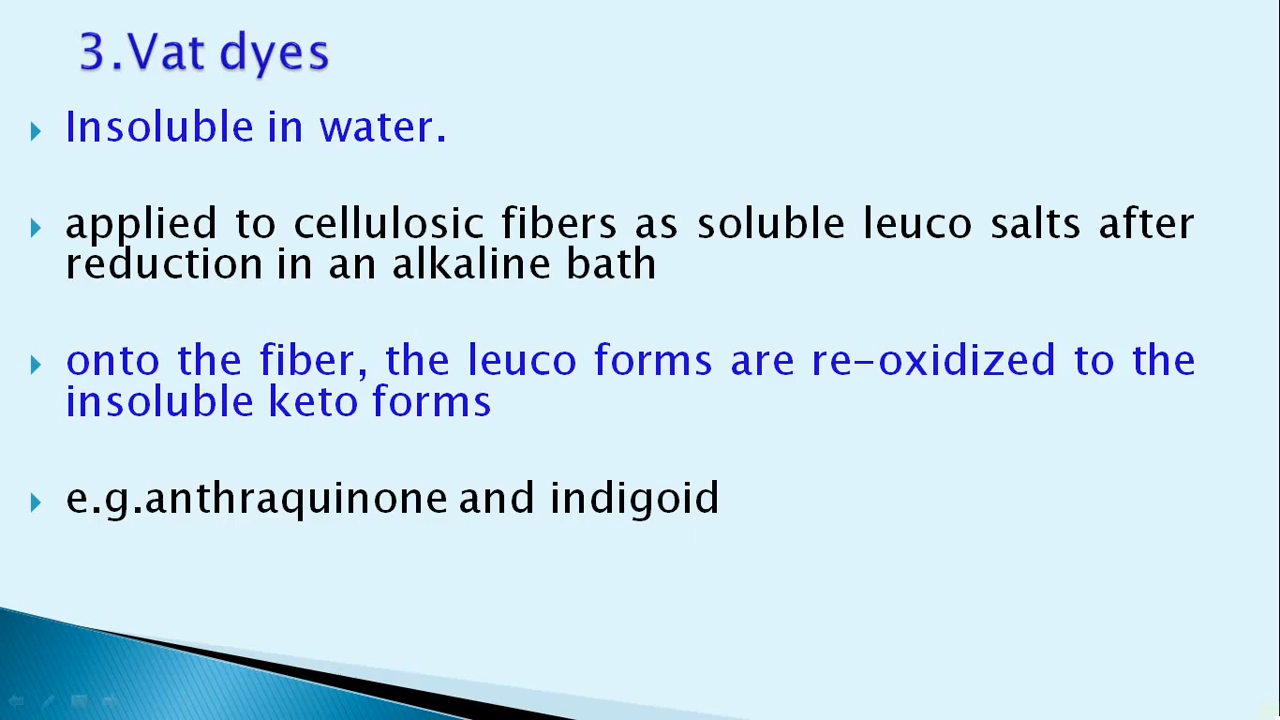 3.Vat dyes
Insoluble in water.
applied to cellulosic fibers as soluble leuco salts after
reduction in an alkaline bath
onto the fiber, the leuco forms are re-oxidized to the
insoluble keto forms
e.g.anthraquinone and indigoid